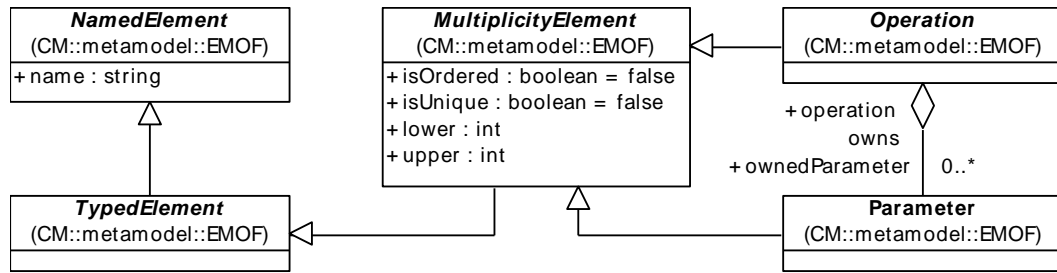 NamedElement
(CM::metamodel::EMOF)
+ name : string
MultiplicityElement
(CM::metamodel::EMOF)
+ isOrdered : boolean = false
+ isUnique : boolean = false
+ lower : int
+ upper : int
Operation
(CM::metamodel::EMOF)
+ operation
owns
+ ownedParameter 0..*
TypedElement
(CM::metamodel::EMOF)
Parameter
(CM::metamodel::EMOF)